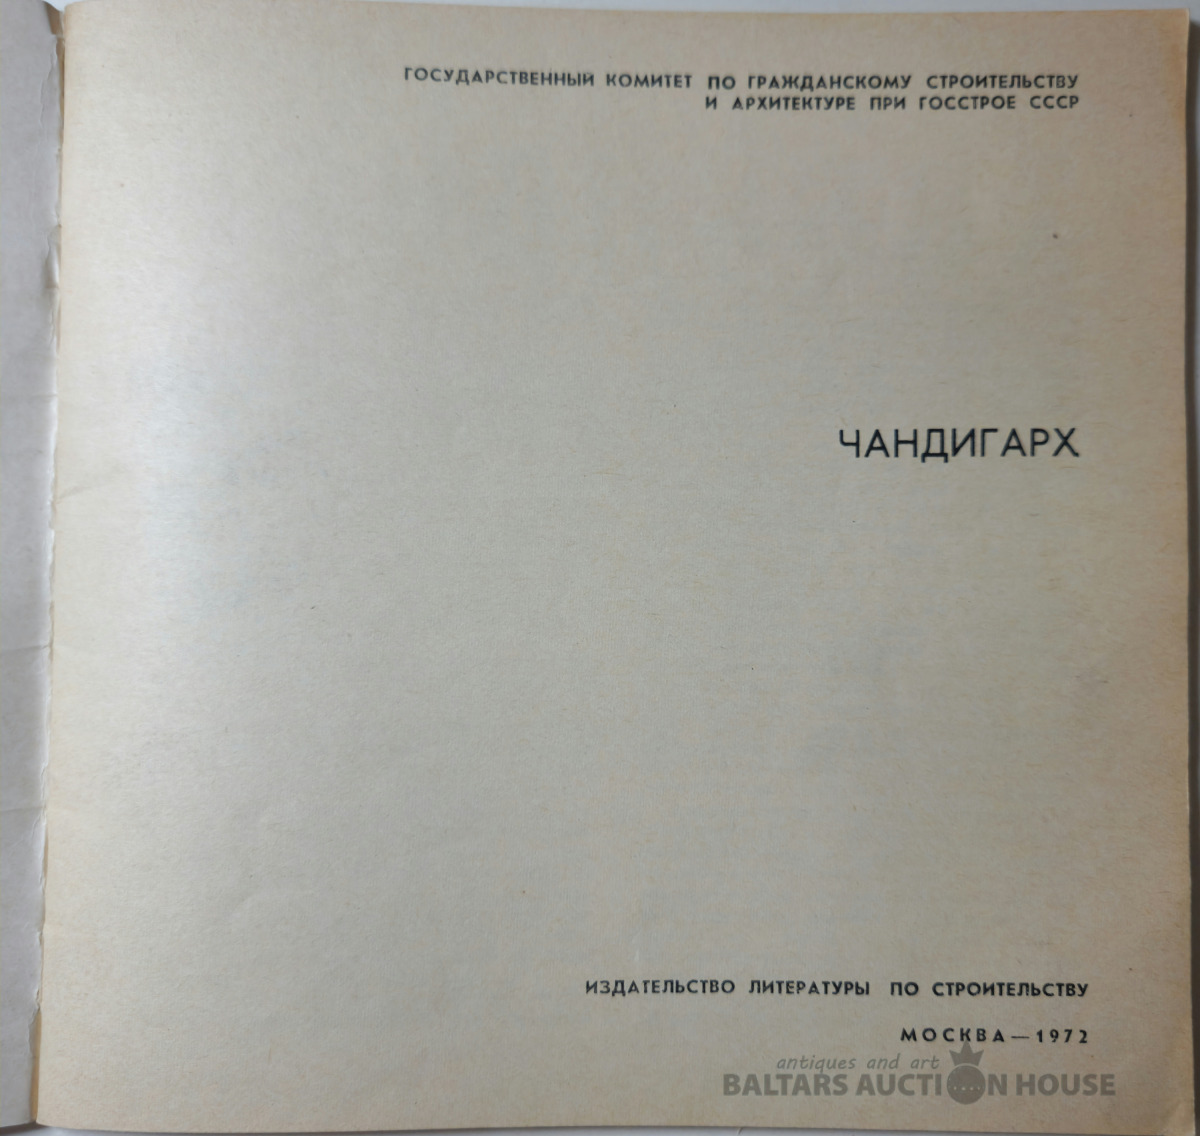 ГОСУДАРСТВЕННЫЙ КОМИТЕТ ПО ГРАЖДАНСКОМУ СТРОИТЕЛЬСТВУ
И АРХИТЕКТУРЕ ПРИ ГОССТРОЕ СССР
ЧАНДИГАРХ
ИЗДАТЕЛЬСТВО ЛИТЕРАТУРЫ ПО СТРОИТЕЛЬСТВУ
МОСКВА — 1972
antiques and art
BALTARS AUCTION HOUSE